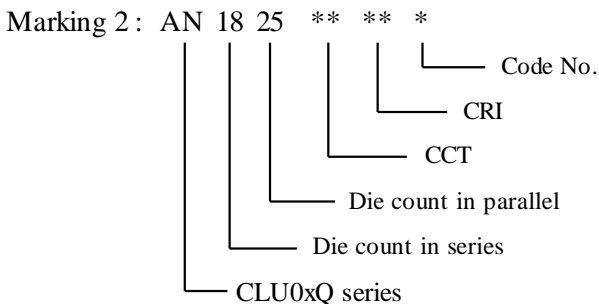 Marking 2 : AN 18 25 ** ** *
Code No.
CRI
CCT
Die count in parallel
Die count in series
CLU0xQ series